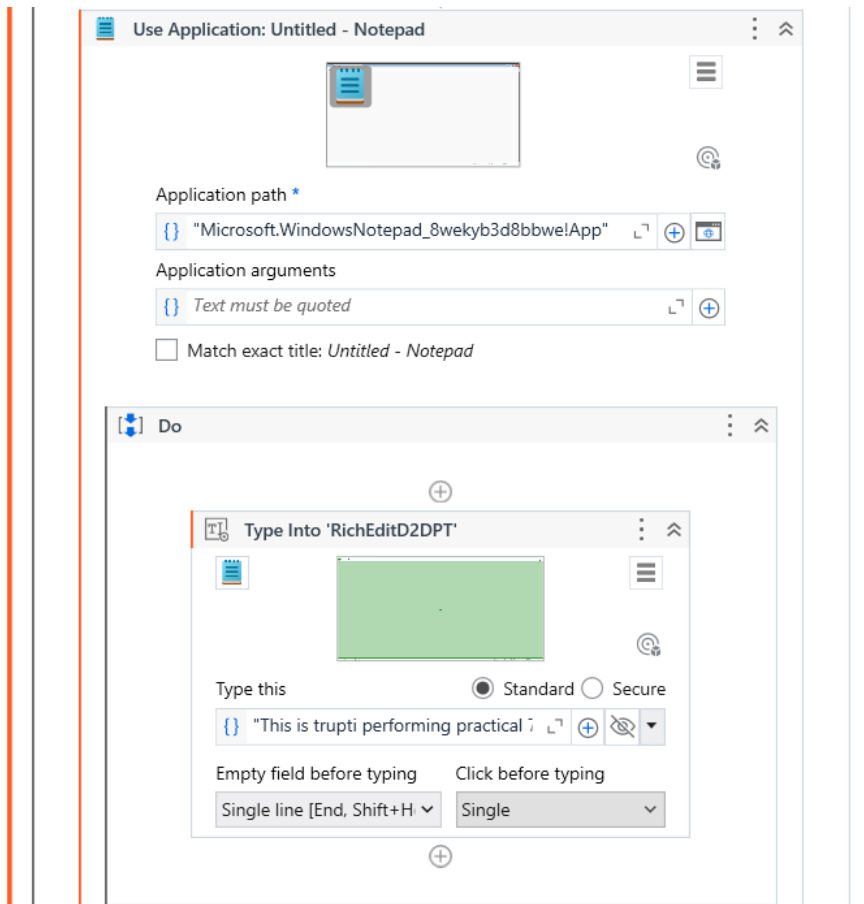 Use Application: Untitled - Notepad
Application path *
{} "Microsoft.WindowsNotepad_8wekyb3d8bbwe!App"
Application arguments
{} Text must be quoted
Match exact title: Untitled - Notepad
Do
Type Into 'RichEditD2DPT'
Type this Standard Secure
{} "This is trupti performing practical 7
Empty field before typing Click before typing
Single line [End, Shift+H Single